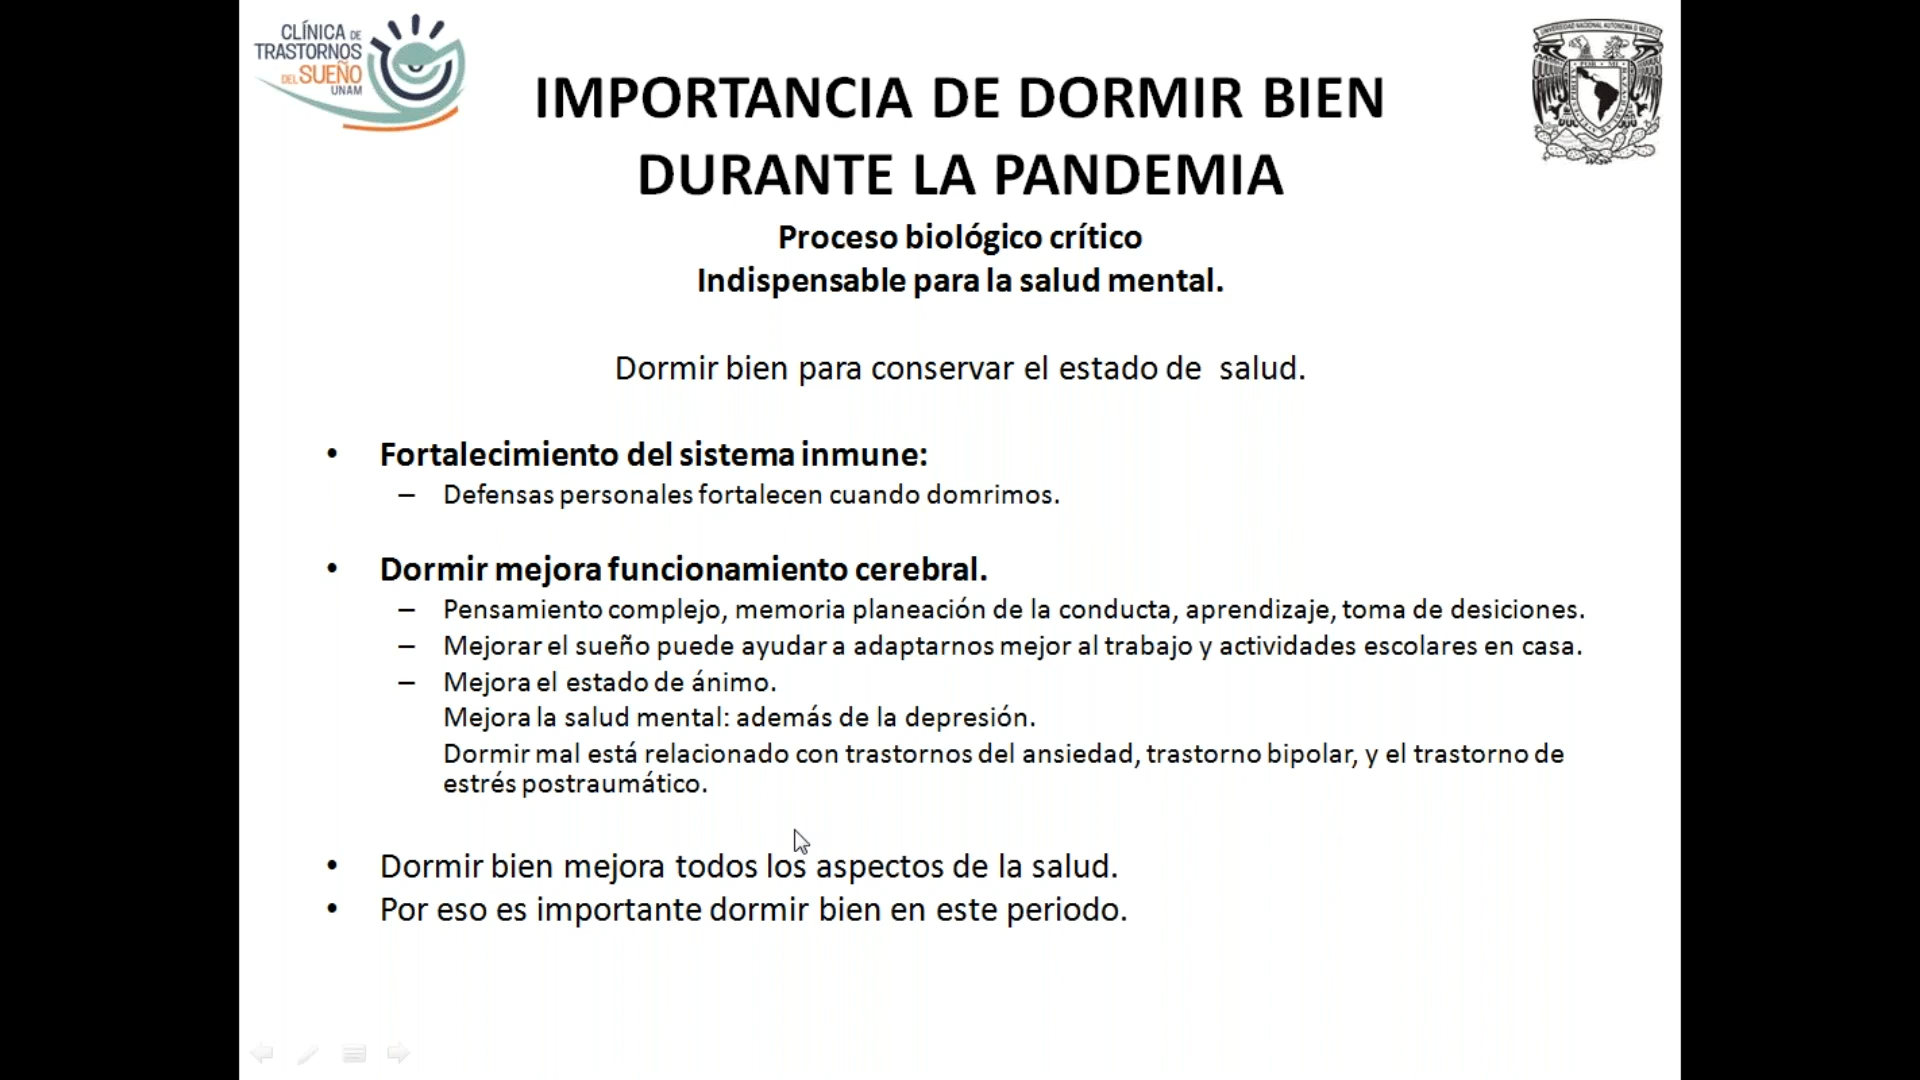 CLÍNICA DE
TRASTORNOS
DEL SUEÑO
UNAM
IMPORTANCIA DE DORMIR BIEN
DURANTE LA PANDEMIA
Proceso biológico crítico
Indispensable para la salud mental.
Dormir bien para conservar el estado de salud.
• Fortalecimiento del sistema inmune:
– Defensas personales fortalecen cuando domrimos.
• Dormir mejora funcionamiento cerebral.
– Pensamiento complejo, memoria planeación de la conducta, aprendizaje, toma de desiciones.
– Mejorar el sueño puede ayudar a adaptarnos mejor al trabajo y actividades escolares en casa.
– Mejora el estado de ánimo.
Mejora la salud mental: además de la depresión.
Dormir mal está relacionado con trastornos del ansiedad, trastorno bipolar, y el trastorno de
estrés postraumático.
• Dormir bien mejora todos los aspectos de la salud.
• Por eso es importante dormir bien en este periodo.